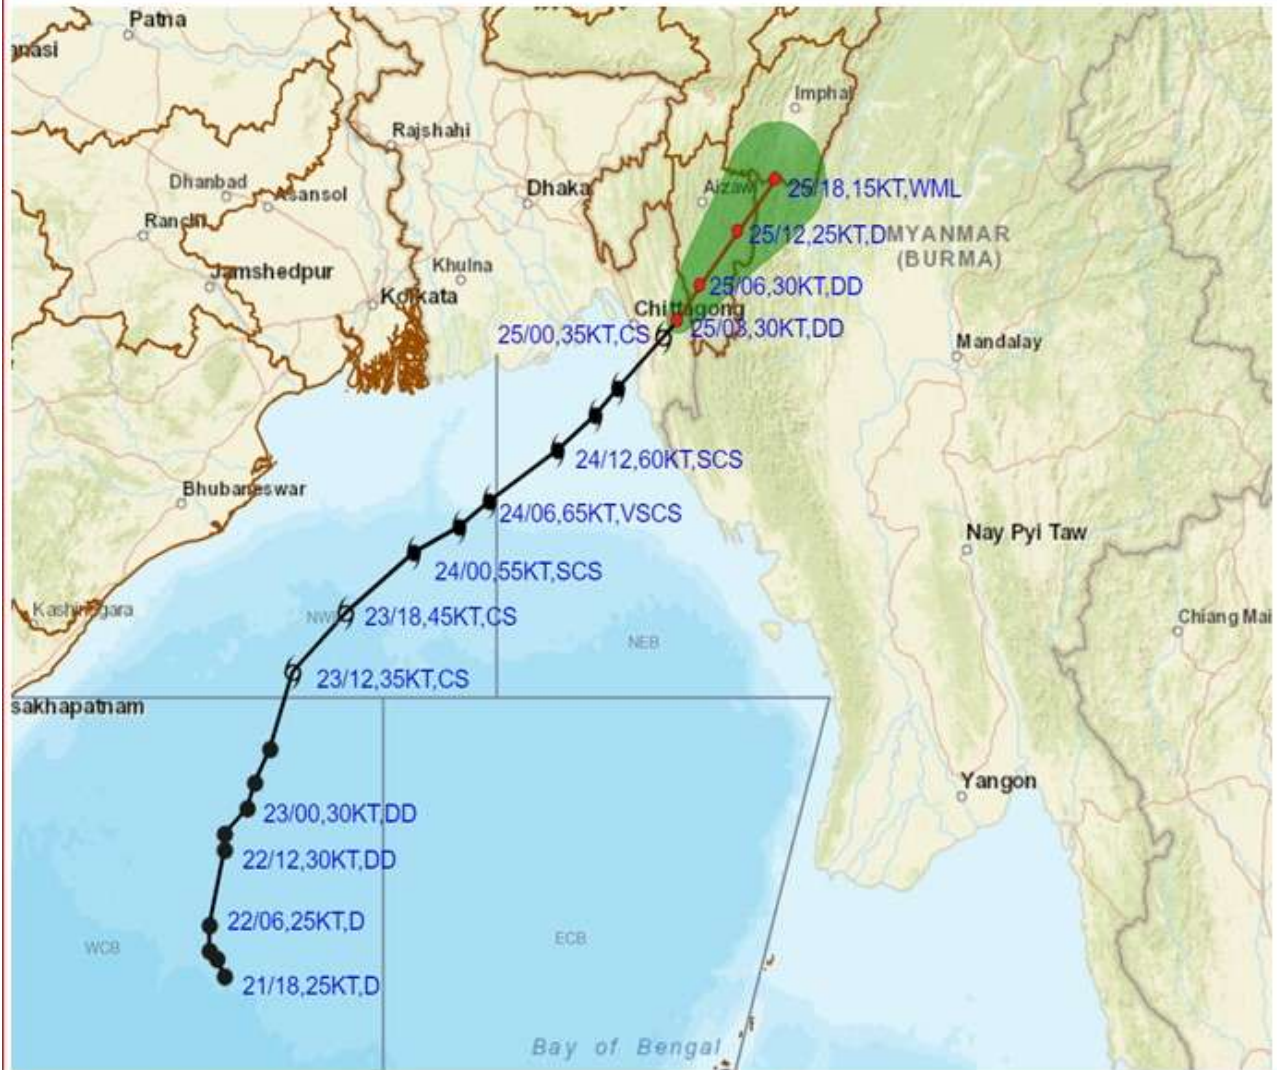 Patna
nasi
Imphal
Rajshahi
Dhanbad
Asansol
Dhaka
Aizaw
25/18,15KT,WML
Ranchi
25/12,25KT,D
MYANMAR
(BURMA)
Jamshedpur
Khulna
Kolkata
25/06,30KT,DD
Chittagong
25/00,35KT,CS
25/03,30KT,DD
Mandalay
24/12,60KT,SCS
Bhubaneswar
24/06,65KT,VSCS
Nay Pyi Taw
24/00,55KT,SCS
23/18,45KT,CS
Chiang Mai
NEB
23/12,35KT,CS
sakhapatnam
Yangon
23/00,30KT,DD
22/12,30KT,DD
22/06,25KT,D
WCB
ECB
21/18,25KT,D
Bay of Bengal